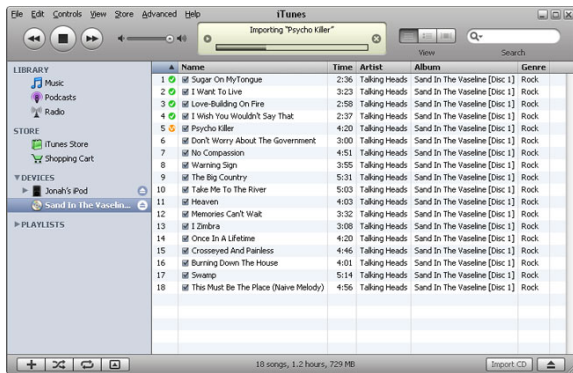 File Edit Controls View Store Advanced Help iTunes
Importing "Psycho Killer"
View
Search
LIBRARY
Music
Podcasts
Radio
STORE
iTunes Store
Shopping Cart
DEVICES
Jonah's iPod
Sand In The Vaselin...
PLAYLISTS
Name Time Artist Album Genre
1 Sugar On MyTongue 2:36 Talking Heads Sand In The Vaseline [Disc 1] Rock
2 I Want To Live 3:23 Talking Heads Sand In The Vaseline [Disc 1] Rock
3 Love-Building On Fire 2:58 Talking Heads Sand In The Vaseline [Disc 1] Rock
4 I Wish You Wouldn't Say That 2:37 Talking Heads Sand In The Vaseline [Disc 1] Rock
5 Psycho Killer 4:20 Talking Heads Sand In The Vaseline [Disc 1] Rock
6 Don't Worry About The Government 3:00 Talking Heads Sand In The Vaseline [Disc 1] Rock
7 No Compassion 4:51 Talking Heads Sand In The Vaseline [Disc 1] Rock
8 Warning Sign 3:55 Talking Heads Sand In The Vaseline [Disc 1] Rock
9 The Big Country 5:31 Talking Heads Sand In The Vaseline [Disc 1] Rock
10 Take Me To The River 5:03 Talking Heads Sand In The Vaseline [Disc 1] Rock
11 Heaven 4:03 Talking Heads Sand In The Vaseline [Disc 1] Rock
12 Memories Can't Wait 3:32 Talking Heads Sand In The Vaseline [Disc 1] Rock
13 I Zimbra 3:08 Talking Heads Sand In The Vaseline [Disc 1] Rock
14 Once In A Lifetime 4:20 Talking Heads Sand In The Vaseline [Disc 1] Rock
15 Crosseyed And Painless 4:46 Talking Heads Sand In The Vaseline [Disc 1] Rock
16 Burning Down The House 4:01 Talking Heads Sand In The Vaseline [Disc 1] Rock
17 Swamp 5:14 Talking Heads Sand In The Vaseline [Disc 1] Rock
18 This Must Be The Place (Naive Melody) 4:56 Talking Heads Sand In The Vaseline [Disc 1] Rock
18 songs, 1.2 hours, 729 MB
Import CD